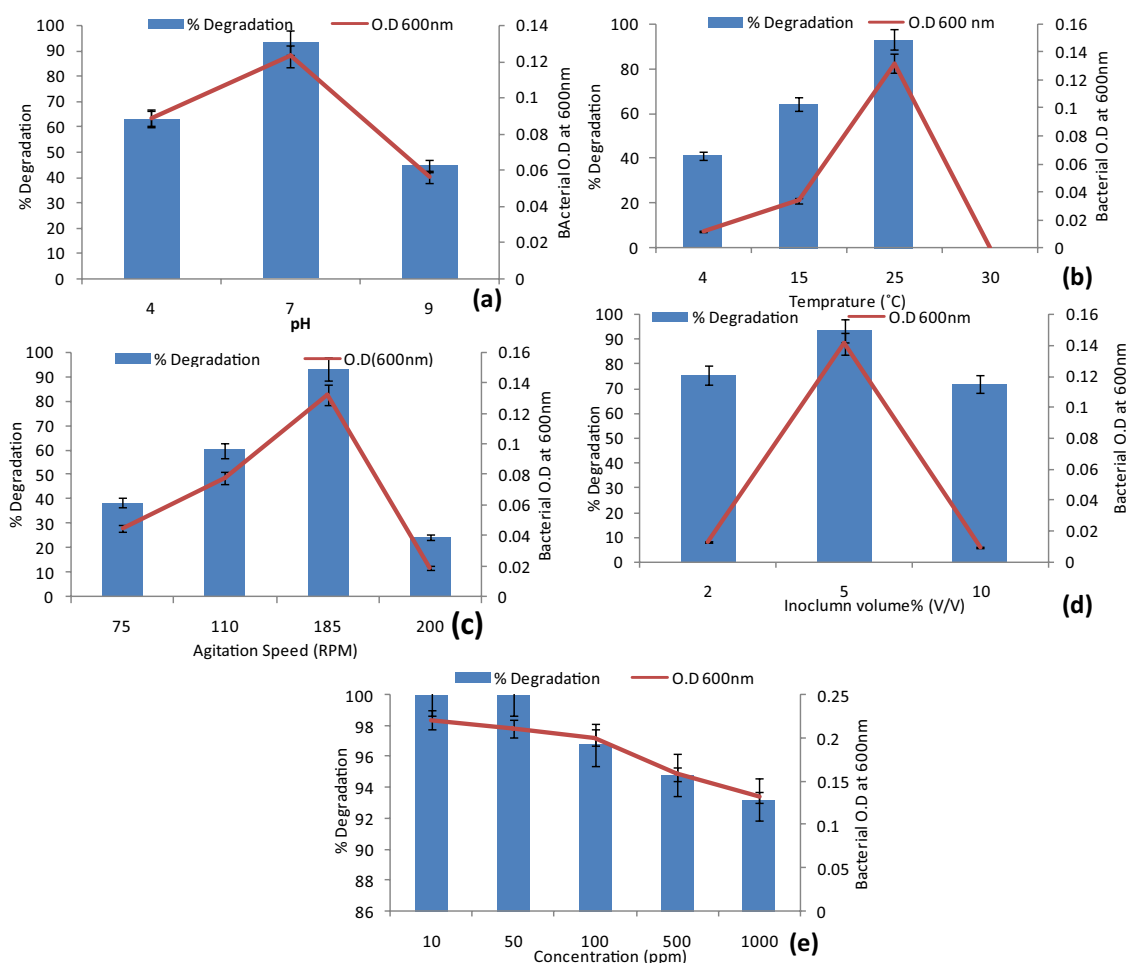 % Degradation O.D 600nm
100
90
80
70
60
50
40
30
20
10
0
% Degradation
0.14
0.12
0.1
0.08
0.06
0.04
0.02
0
BActerial O.D at 600nm
4 7 9
pH
(a)
% Degradation O.D 600 nm
100
80
60
40
20
0
% Degradation
0.16
0.14
0.12
0.1
0.08
0.06
0.04
0.02
0
Bacterial O.D at 600nm
4 15 25 30
Temprature (˚C)
(b)
% Degradation O.D(600nm)
100
90
80
70
60
50
40
30
20
10
0
% Degradation
0.16
0.14
0.12
0.1
0.08
0.06
0.04
0.02
0
Bacterial O.D at 600nm
75 110 185 200
Agitation Speed (RPM)
(c)
% Degradation O.D 600nm
100
90
80
70
60
50
40
30
20
10
0
% Degradation
0.16
0.14
0.12
0.1
0.08
0.06
0.04
0.02
0
Bacterial O.D at 600nm
2 5 10
Inoclumn volume% (V/V)
(d)
% Degradation O.D 600nm
100
98
96
94
92
90
88
86
% Degradation
0.25
0.2
0.15
0.1
0.05
0
Bacterial O.D at 600nm
10 50 100 500 1000
Concentration (ppm)
(e)